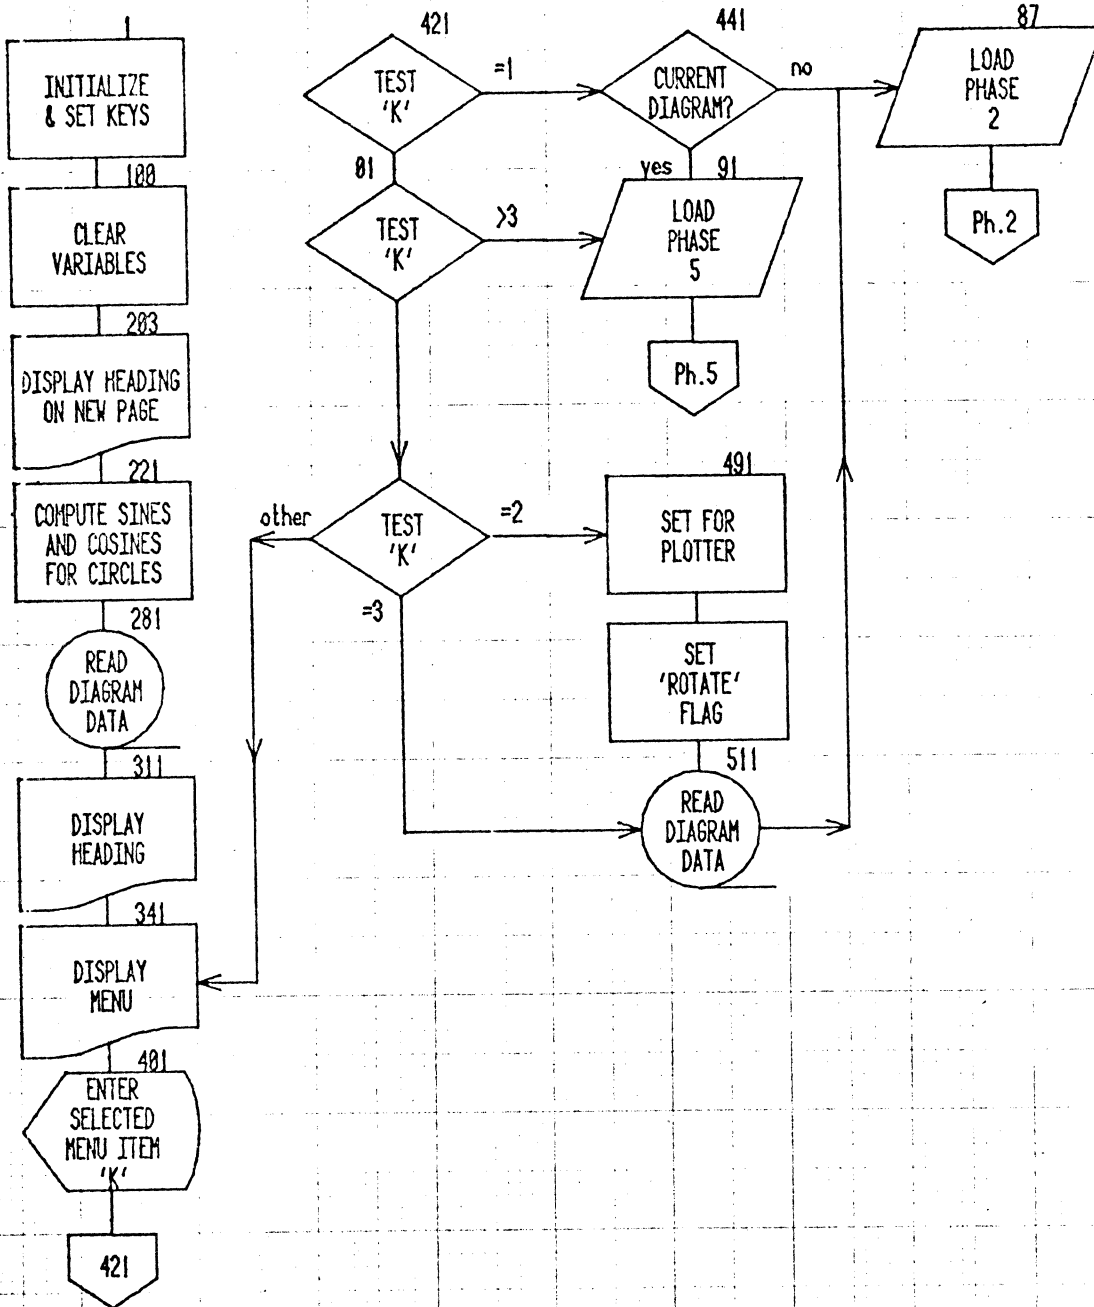 1
INITIALIZE
& SET KEYS
100
CLEAR
VARIABLES
203
DISPLAY HEADING
ON NEW PAGE
221
COMPUTE SINES
AND COSINES
FOR CIRCLES
281
READ
DIAGRAM
DATA
311
DISPLAY
HEADING
341
DISPLAY
MENU
401
ENTER
SELECTED
MENU ITEM
'K'
421
421
TEST
'K'
=1
441
CURRENT
DIAGRAM?
no
87
LOAD
PHASE
2
Ph.2
01
TEST
'K'
>3
yes
91
LOAD
PHASE
5
Ph.5
other
TEST
'K'
=2
=3
491
SET FOR
PLOTTER
SET
'ROTATE'
FLAG
511
READ
DIAGRAM
DATA